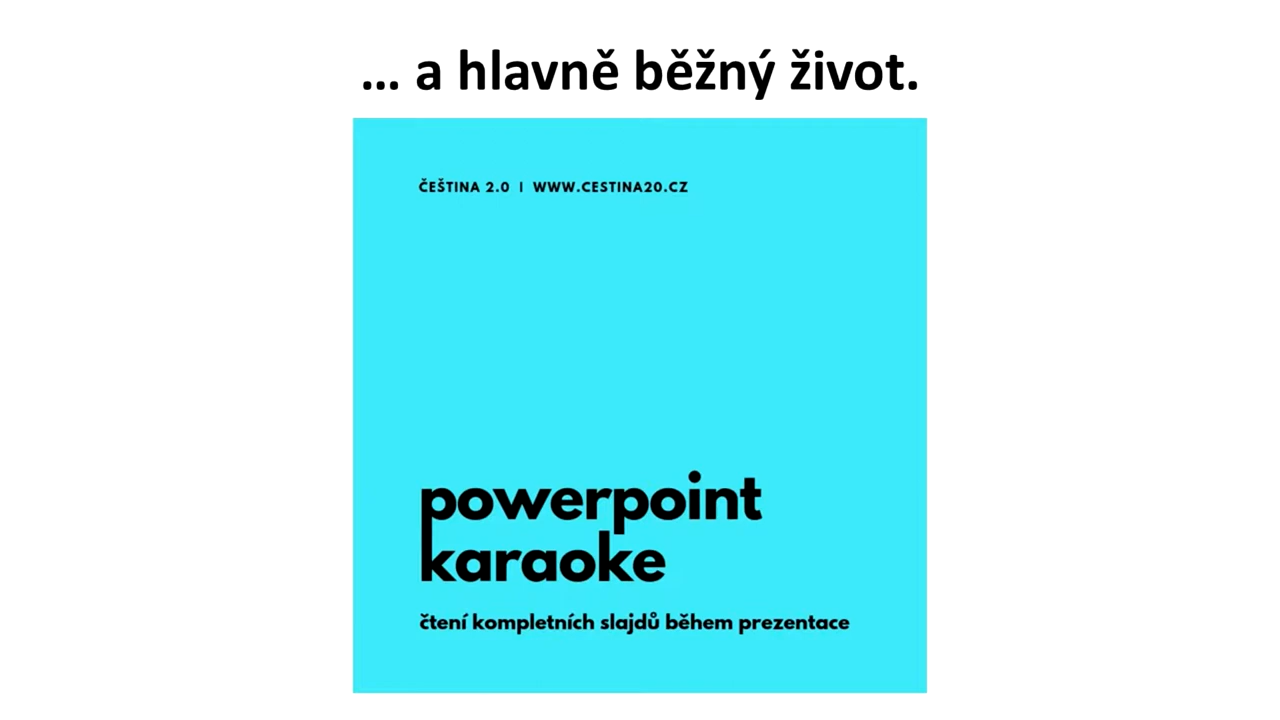 … a hlavně běžný život.
ČEŠTINA 2.0 | WWW.CESTINA20.CZ
powerpoint
karaoke
čtení kompletních slajdů během prezentace